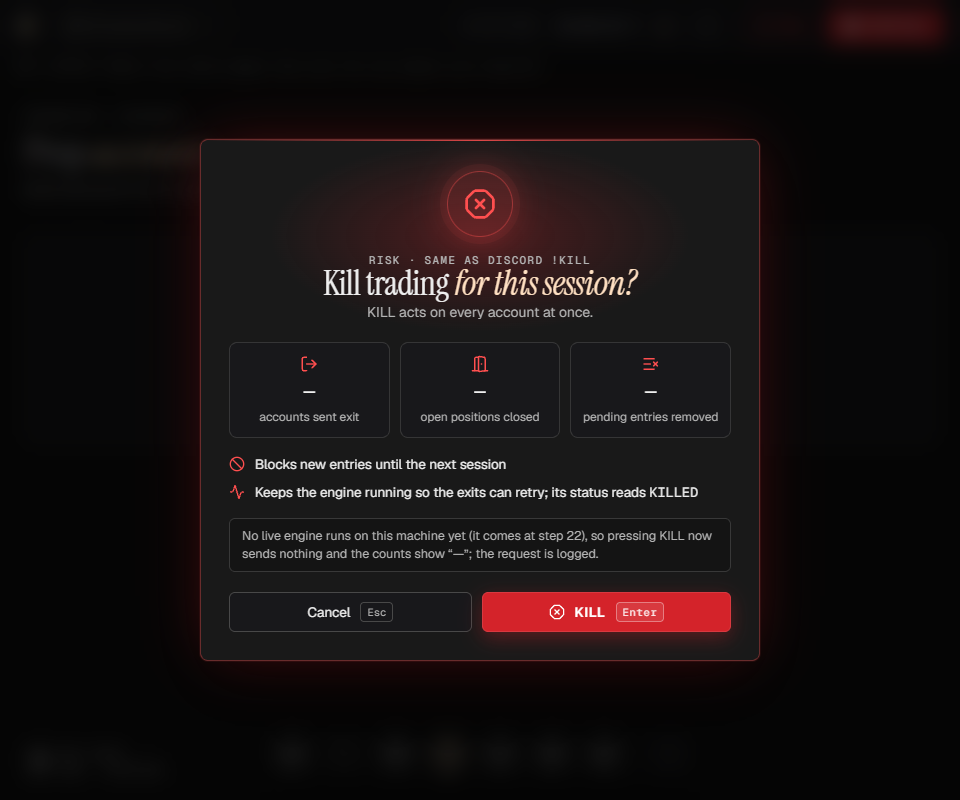 RISK · SAME AS DISCORD !KILL
Kill trading for this session?
KILL acts on every account at once.
—
accounts sent exit
—
open positions closed
—
pending entries removed
Blocks new entries until the next session
Keeps the engine running so the exits can retry; its status reads KILLED
No live engine runs on this machine yet (it comes at step 22), so pressing KILL now
sends nothing and the counts show “—”; the request is logged.
Cancel Esc
KILL Enter